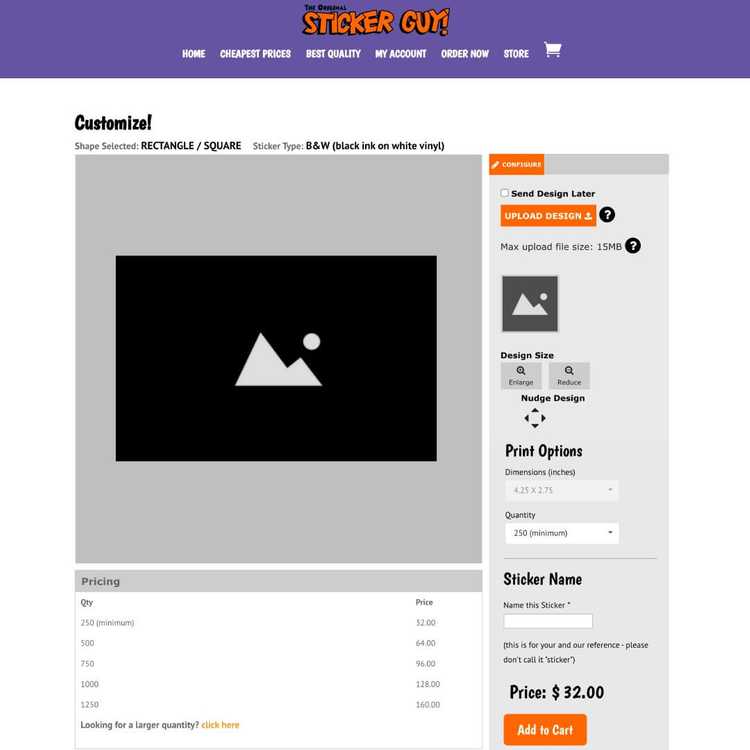 The Original
STICKER GUY!
HOME CHEAPEST PRICES BEST QUALITY MY ACCOUNT ORDER NOW STORE
Customize!
Shape Selected: RECTANGLE / SQUARE Sticker Type: B&W (black ink on white vinyl)
CONFIGURE
Send Design Later
UPLOAD DESIGN ?
Max upload file size: 15MB ?
Design Size
Enlarge Reduce
Nudge Design
Print Options
Dimensions (inches)
4.25 X 2.75
Quantity
250 (minimum)
Sticker Name
Name this Sticker *
(this is for your and our reference - please
don't call it "sticker")
Price: $ 32.00
Add to Cart
Pricing
Qty Price
250 (minimum) 32.00
500 64.00
750 96.00
1000 128.00
1250 160.00
Looking for a larger quantity? click here